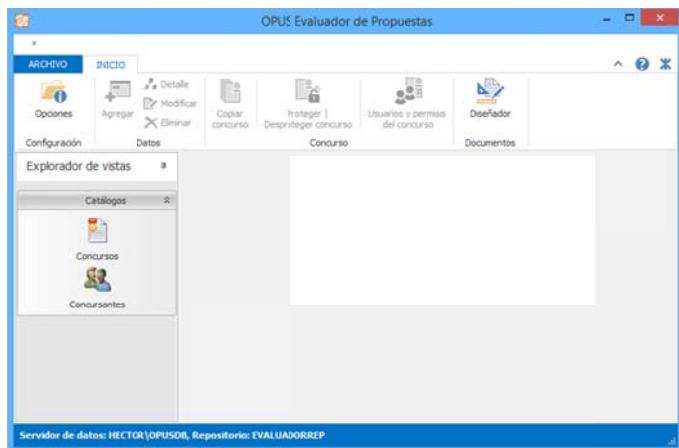 OPUS Evaluador de Propuestas
ARCHIVO INICIO
Opciones
Agregar
Detalle
Modificar
Eliminar
Copiar concurso
Proteger | Desproteger concurso
Usuarios y permisos del concurso
Diseñador
Configuración Datos Concurso Documentos
Explorador de vistas
Catálogos
Concursos
Concursantes
Servidor de datos: HECTOR\OPUSDB, Repositorio: EVALUADORREP